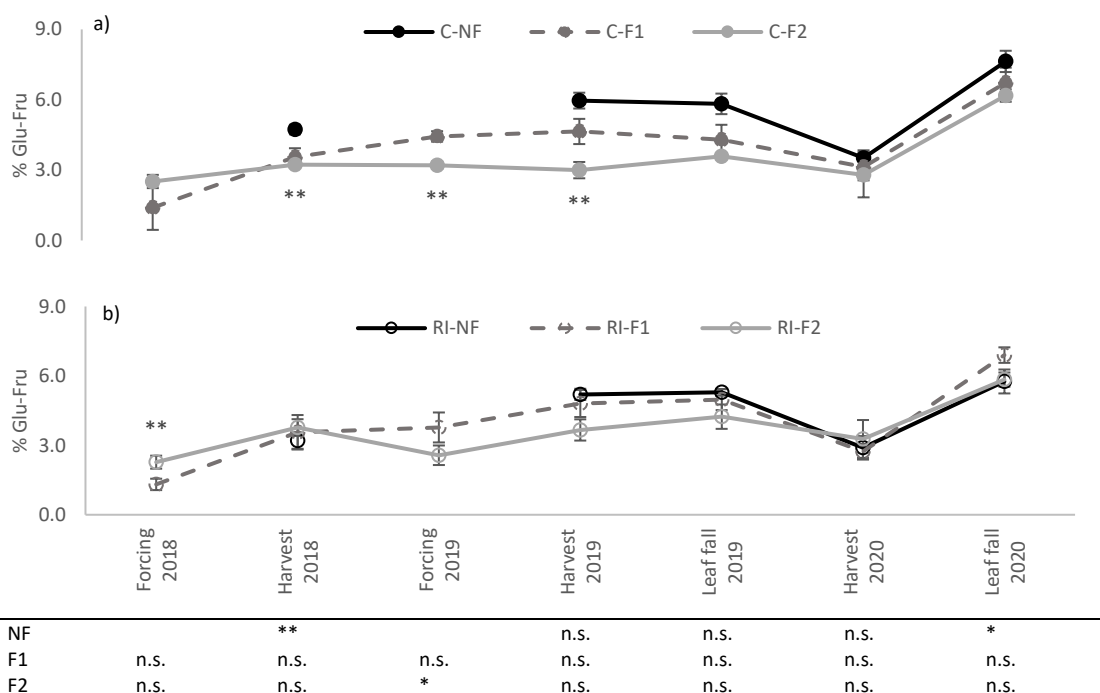 a)
C-NF C-F1 C-F2
9.0
6.0
3.0
0.0
% Glu-Fru
** ** **
b)
RI-NF RI-F1 RI-F2
9.0
6.0
3.0
0.0
% Glu-Fru
**
Forcing
2018
Harvest
2018
Forcing
2019
Harvest
2019
Leaf fall
2019
Harvest
2020
Leaf fall
2020
NF ** n.s. n.s. n.s. *
F1 n.s. n.s. n.s. n.s. n.s. n.s. n.s.
F2 n.s. n.s. * n.s. n.s. n.s. n.s.